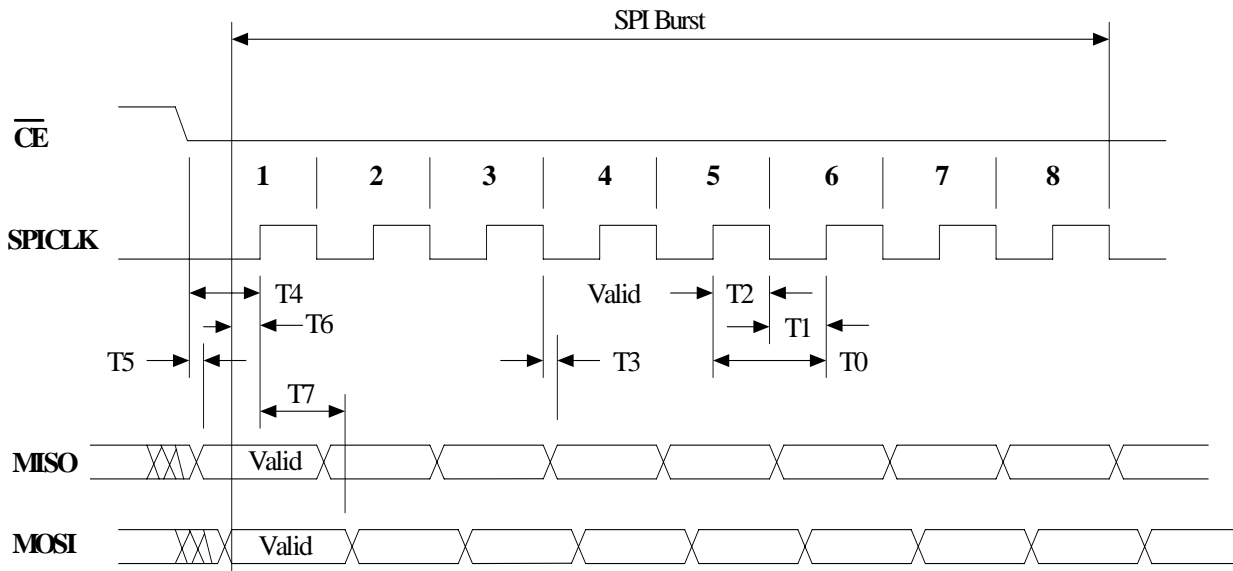 SPI Burst
CE
1 2 3 4 5 6 7 8
SPICLK
T4 Valid T2
T6 T1
T5 T3 T0
T7
MISO Valid
MOSI Valid